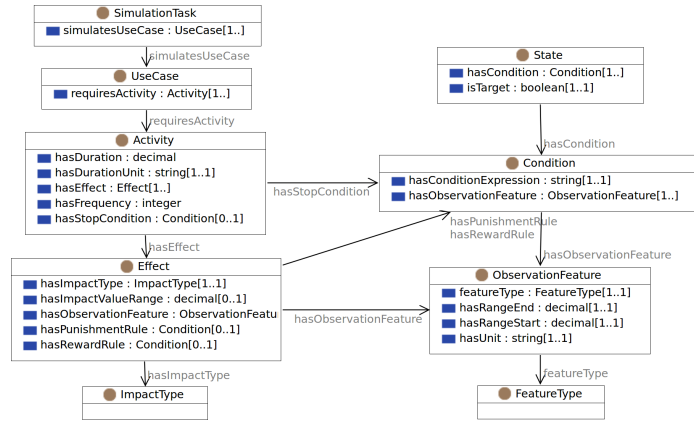 SimulationTask
simulatesUseCase : UseCase[1..]
simulatesUseCase
UseCase
requiresActivity : Activity[1..]
requiresActivity
Activity
hasDuration : decimal
hasDurationUnit : string[1..1]
hasEffect : Effect[1..]
hasFrequency : integer
hasStopCondition : Condition[0..1]
hasStopCondition
hasEffect
State
hasCondition : Condition[1..]
isTarget : boolean[1..1]
hasCondition
Condition
hasConditionExpression : string[1..1]
hasObservationFeature : ObservationFeature[1..]
hasPunishmentRule
hasRewardRule
hasObservationFeature
Effect
hasImpactType : ImpactType[1..1]
hasImpactValueRange : decimal[0..1]
hasObservationFeature : ObservationFeatu
hasPunishmentRule : Condition[0..1]
hasRewardRule : Condition[0..1]
hasObservationFeature
hasImpactType
ImpactType
ObservationFeature
featureType : FeatureType[1..1]
hasRangeEnd : decimal[1..1]
hasRangeStart : decimal[1..1]
hasUnit : string[1..1]
featureType
FeatureType